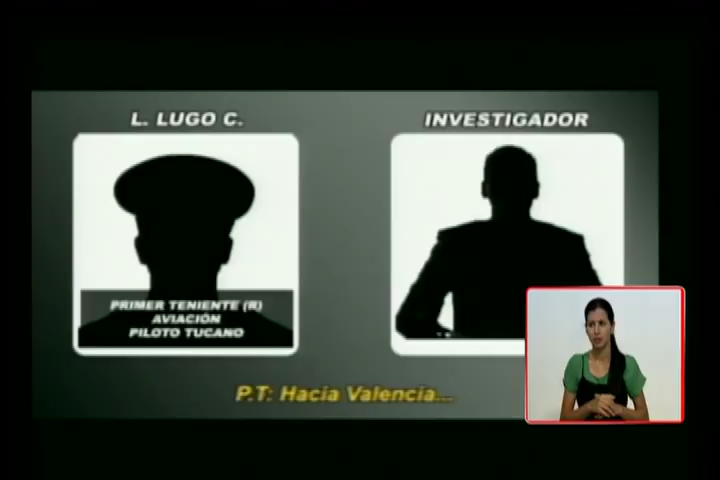 L. LUGO C.
INVESTIGADOR
PRIMER TENIENTE (R)
AVIACIÓN
PILOTO TUCANO
P.T: Hacia Valencia...